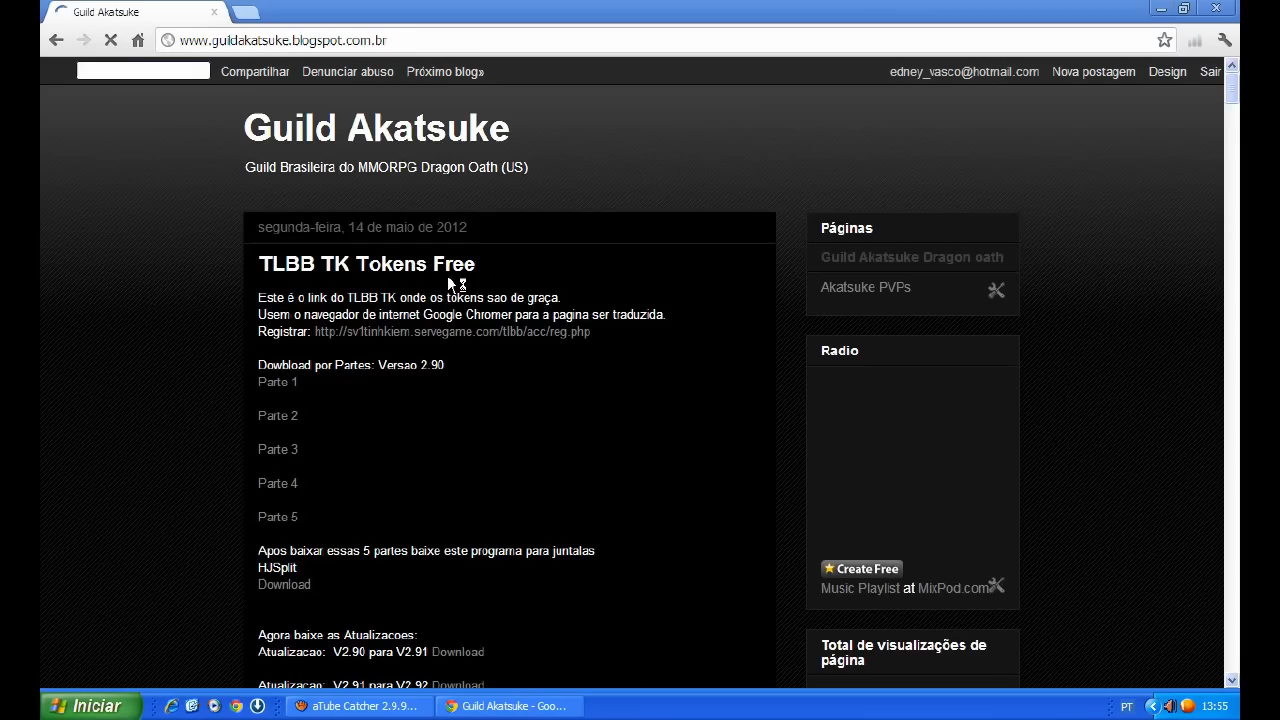 Guild Akatsuke
www.guildakatsuke.blogspot.com.br
Compartilhar Denunciar abuso Próximo blog» edney_vasco@hotmail.com Nova postagem Design Sair
Guild Akatsuke
Guild Brasileira do MMORPG Dragon Oath (US)
segunda-feira, 14 de maio de 2012
TLBB TK Tokens Free
Este é o link do TLBB TK onde os tokens sao de graça.
Usem o navegador de internet Google Chromer para a pagina ser traduzida.
Registrar: http://sv1tinhkiem.servegame.com/tlbb/acc/reg.php
Dowbload por Partes: Versao 2.90
Parte 1
Parte 2
Parte 3
Parte 4
Parte 5
Apos baixar essas 5 partes baixe este programa para juntalas
HJSplit
Download
Agora baixe as Atualizacoes:
Atualizacao: V2.90 para V2.91 Download
Atualizacao: V2.91 para V2.92 Download
Páginas
Guild Akatsuke Dragon oath
Akatsuke PVPs
Radio
Create Free
Music Playlist at MixPod.com
Total de visualizações de
página
Iniciar
aTube Catcher 2.9.9...
Guild Akatsuke - Goo...
PT
13:55